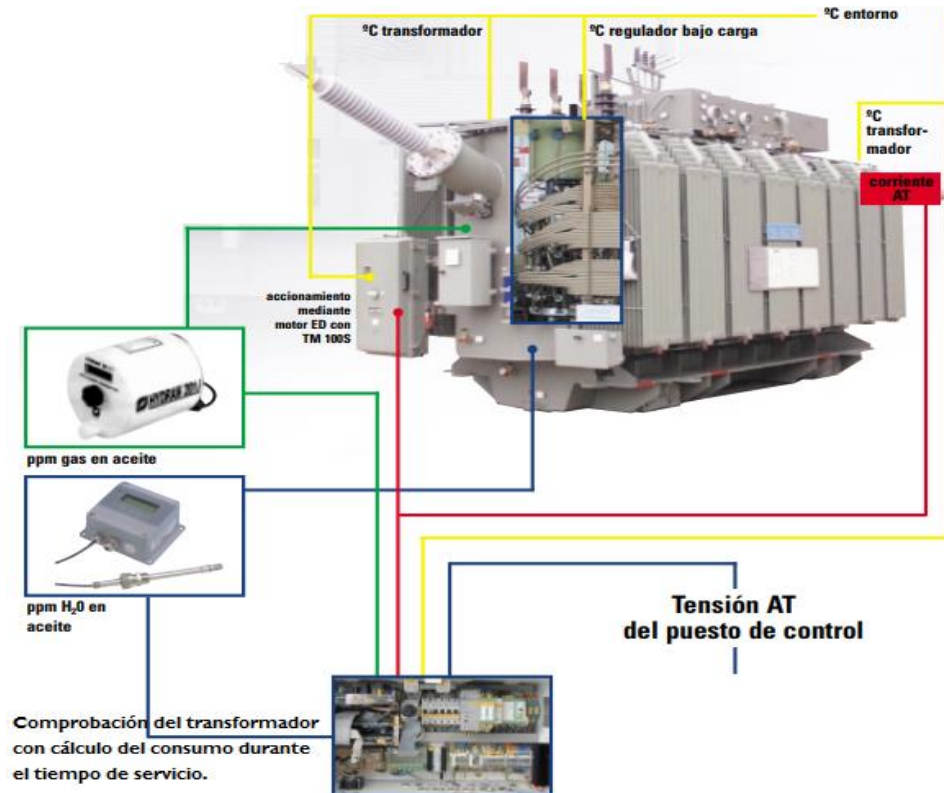 ºC entorno
ºC transformador
ºC regulador bajo carga
ºC
transfor-
mador
corriente
AT
accionamiento
mediante
motor ED con
TM 100S
HYDRAN
ppm gas en aceite
ppm H₂0 en
aceite
Tensión AT
del puesto de control
Comprobación del transformador
con cálculo del consumo durante
el tiempo de servicio.